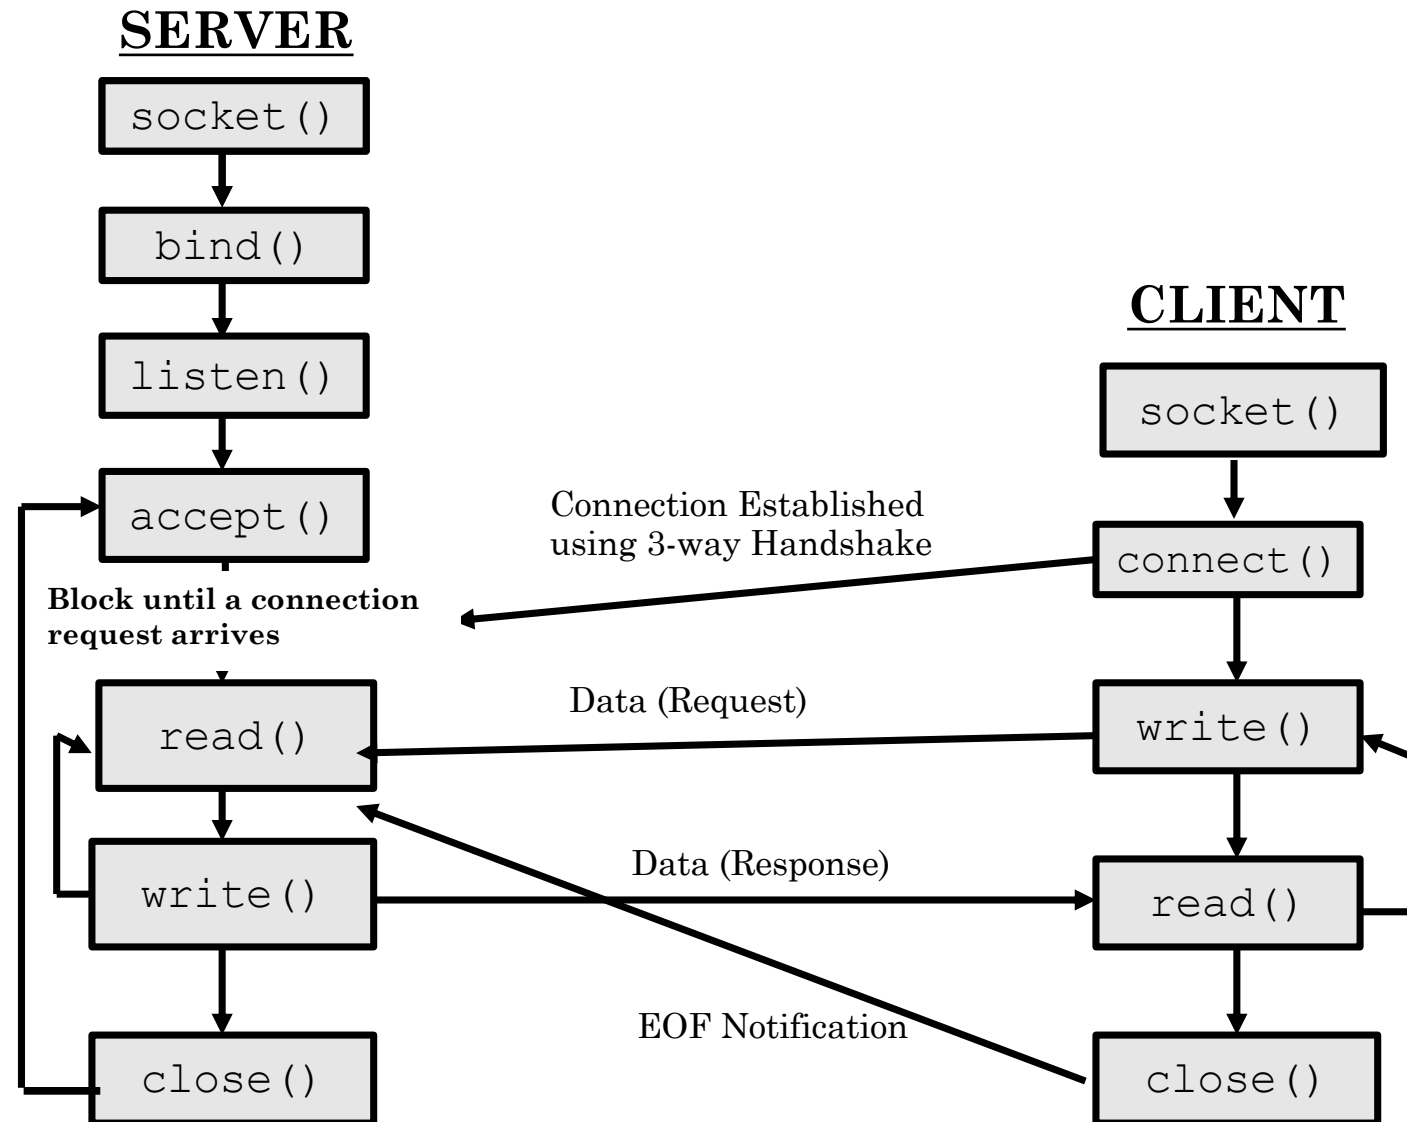 SERVER
socket()
bind()
listen()
accept()
Block until a connection
request arrives
read()
write()
close()
Connection Established
using 3-way Handshake
Data (Request)
Data (Response)
EOF Notification
CLIENT
socket()
connect()
write()
read()
close()